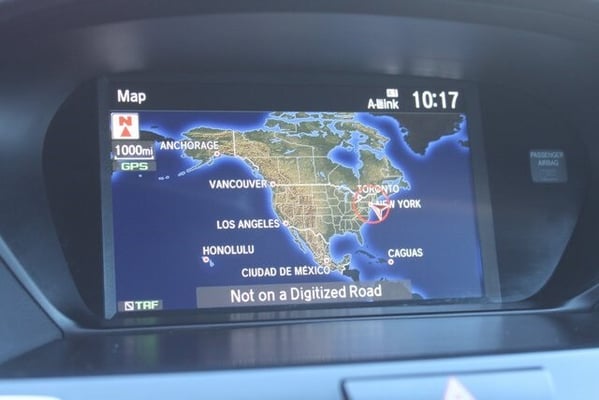 Map
A-link
10:17
N
1000mi
GPS
ANCHORAGE
PASSENGER
AIRBAG
VANCOUVER
TORONTO
NEW YORK
LOS ANGELES
HONOLULU
CAGUAS
CIUDAD DE MÉXICO
Not on a Digitized Road
TRF